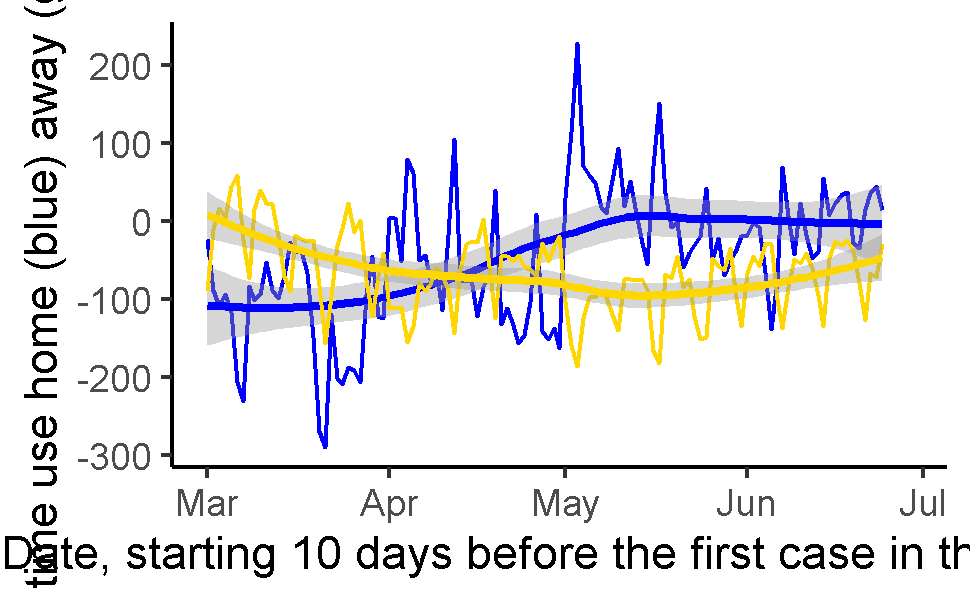 time use home (blue) away (
200
100
0
-100
-200
-300
Mar Apr May Jun Jul
Date, starting 10 days before the first case in th